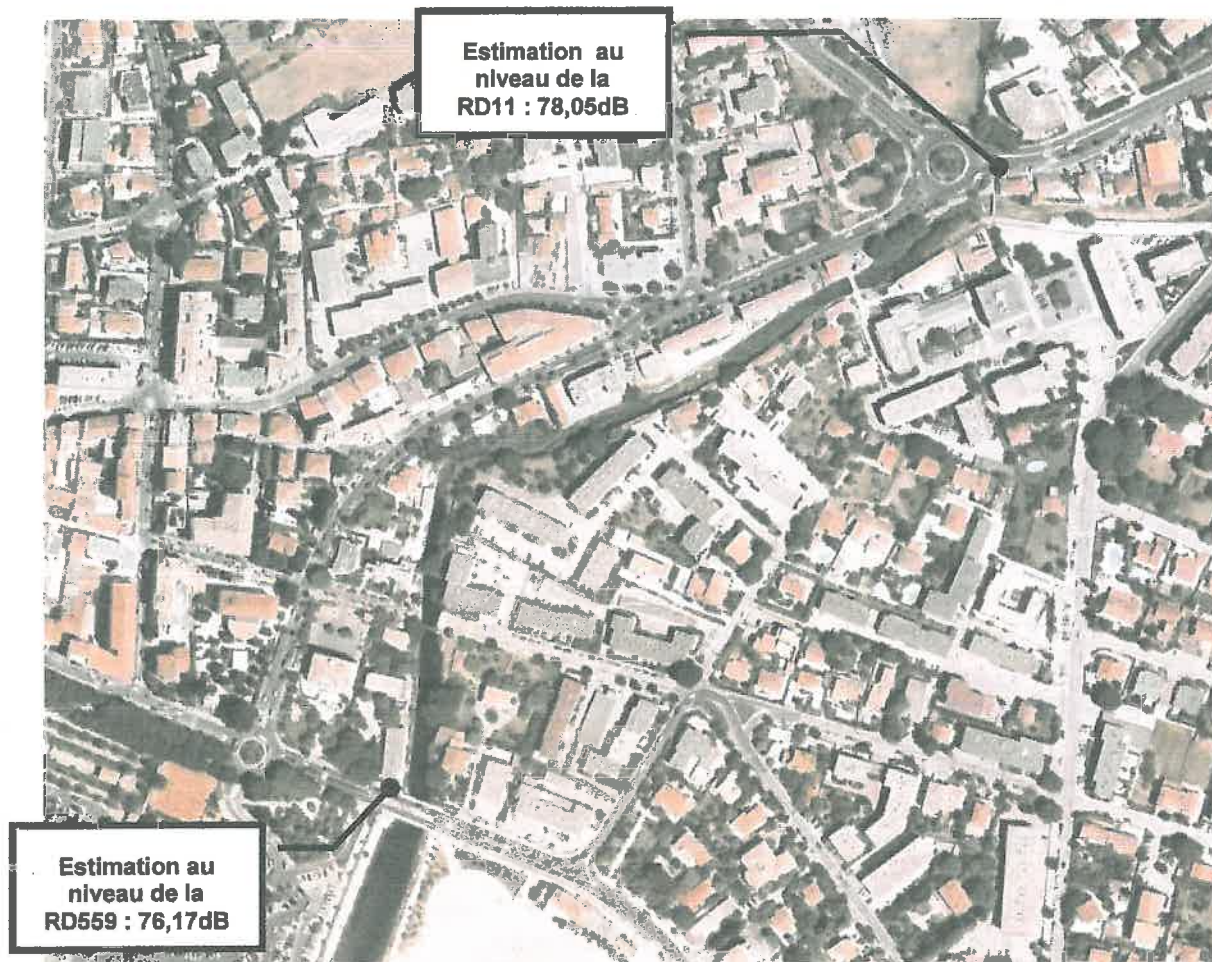 Estimation au
niveau de la
RD11 : 78,05dB
Estimation au
niveau de la
RD559 : 76,17dB